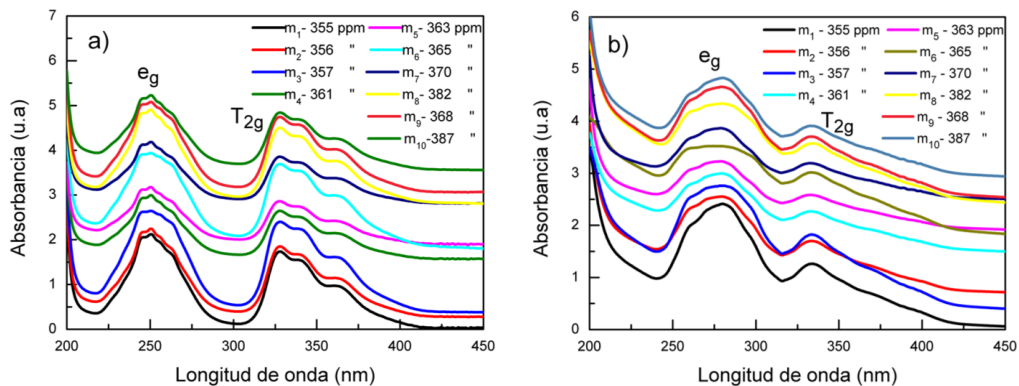 a)
m1- 355 ppm
m2 - 356 "
m3 - 357 "
m4 - 361 "
m5 - 363 ppm
m6 - 365 "
m7 - 370 "
m8 - 382 "
m9 - 368 "
m10 -387 "
eg
T2g
Absorbancia (u.a)
7
6
5
4
3
2
1
0
200 250 300 350 400 450
Longitud de onda (nm)
b)
m1 - 355 ppm
m2 - 356 "
m3 - 357 "
m4 - 361 "
m5 - 363 ppm
m6 - 365 "
m7 - 370 "
m8 - 382 "
m9 - 368 "
m10 - 387 "
eg
T2g
Absorbancia (u.a)
6
5
4
3
2
1
0
200 250 300 350 400 450
Longitud de onda (nm)